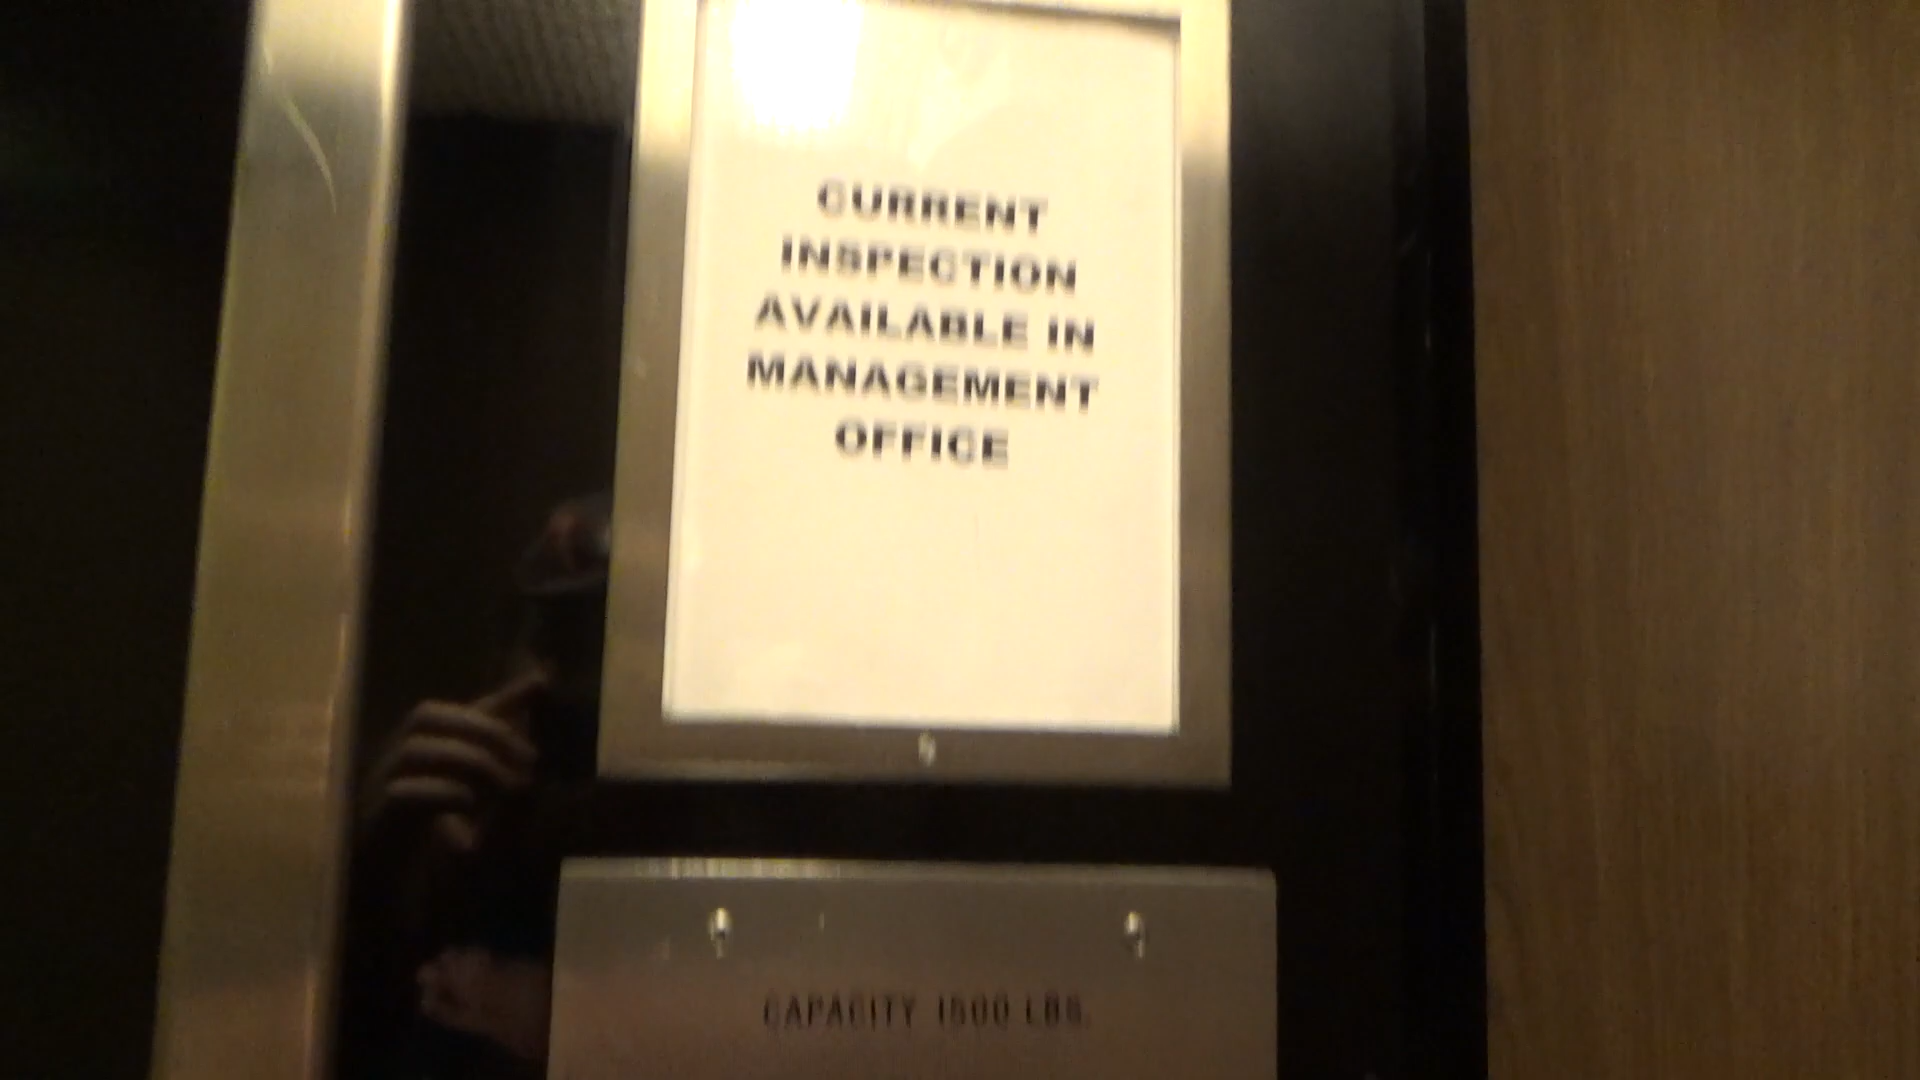 CURRENT
INSPECTION
AVAILABLE IN
MANAGEMENT
OFFICE
CAPACITY 1500 LBS.